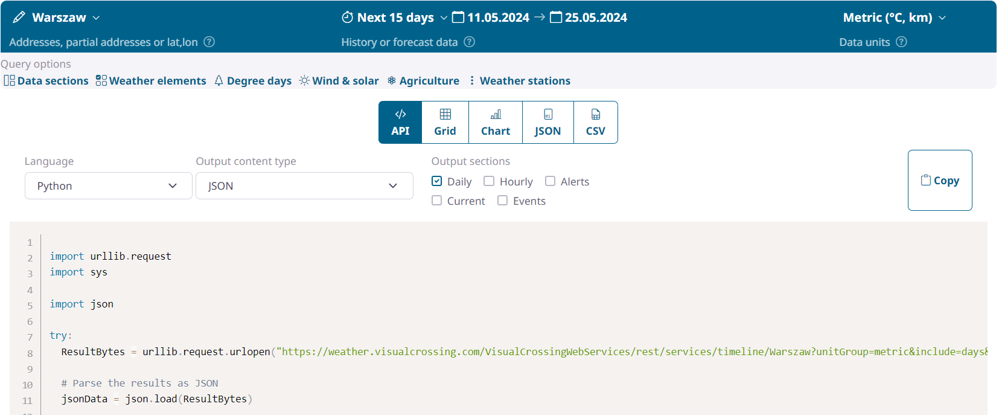 Warszaw Next 15 days 11.05.2024 → 25.05.2024 Metric (°C, km)
Addresses, partial addresses or lat,lon ? History or forecast data ? Data units ?
Query options
Data sections Weather elements Degree days Wind & solar Agriculture Weather stations
</> 01
API Grid Chart JSON CSV
Language Output content type Output sections
Python JSON Daily Hourly Alerts Copy
Current Events
1
2 import urllib.request
3 import sys
4
5 import json
6
7 try:
8 ResultBytes = urllib.request.urlopen("https://weather.visualcrossing.com/VisualCrossingWebServices/rest/services/timeline/Warszaw?unitGroup=metric&include=days&
9
10 # Parse the results as JSON
11 jsonData = json.load(ResultBytes)